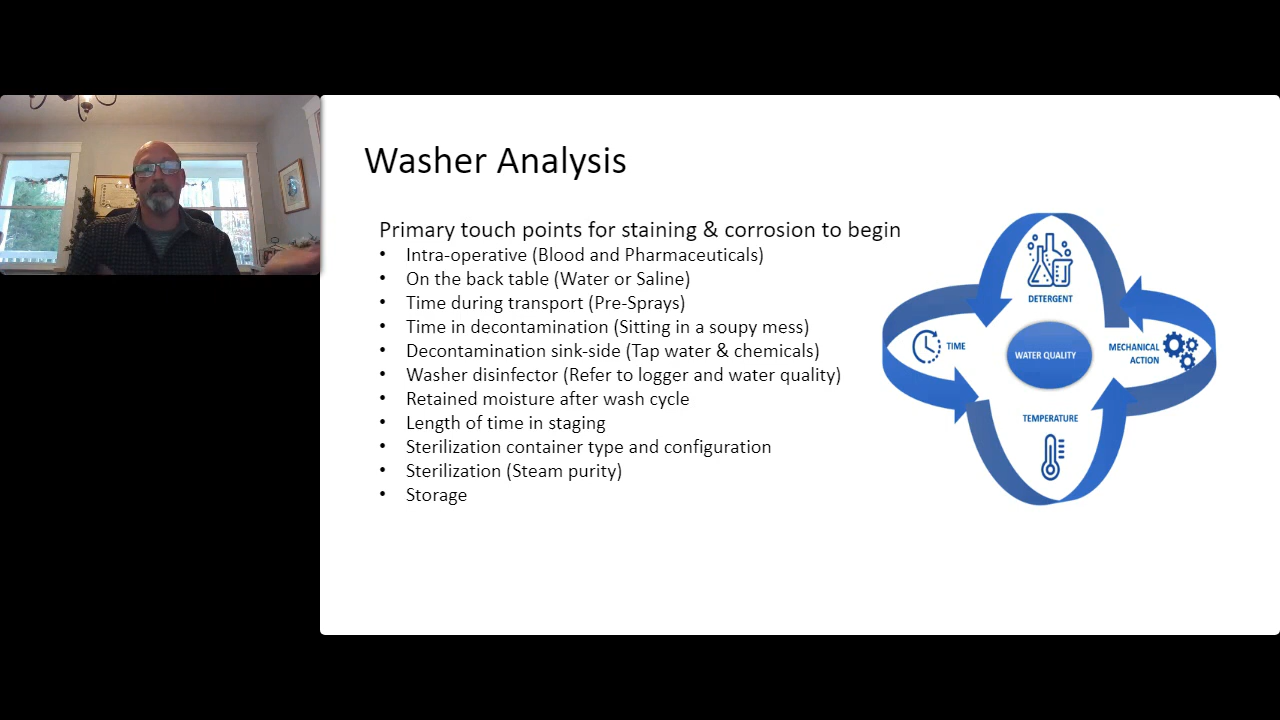 Washer Analysis
Primary touch points for staining & corrosion to begin
• Intra-operative (Blood and Pharmaceuticals)
• On the back table (Water or Saline)
• Time during transport (Pre-Sprays)
• Time in decontamination (Sitting in a soupy mess)
• Decontamination sink-side (Tap water & chemicals)
• Washer disinfector (Refer to logger and water quality)
• Retained moisture after wash cycle
• Length of time in staging
• Sterilization container type and configuration
• Sterilization (Steam purity)
• Storage
DETERGENT
TIME
WATER QUALITY
MECHANICAL
ACTION
TEMPERATURE